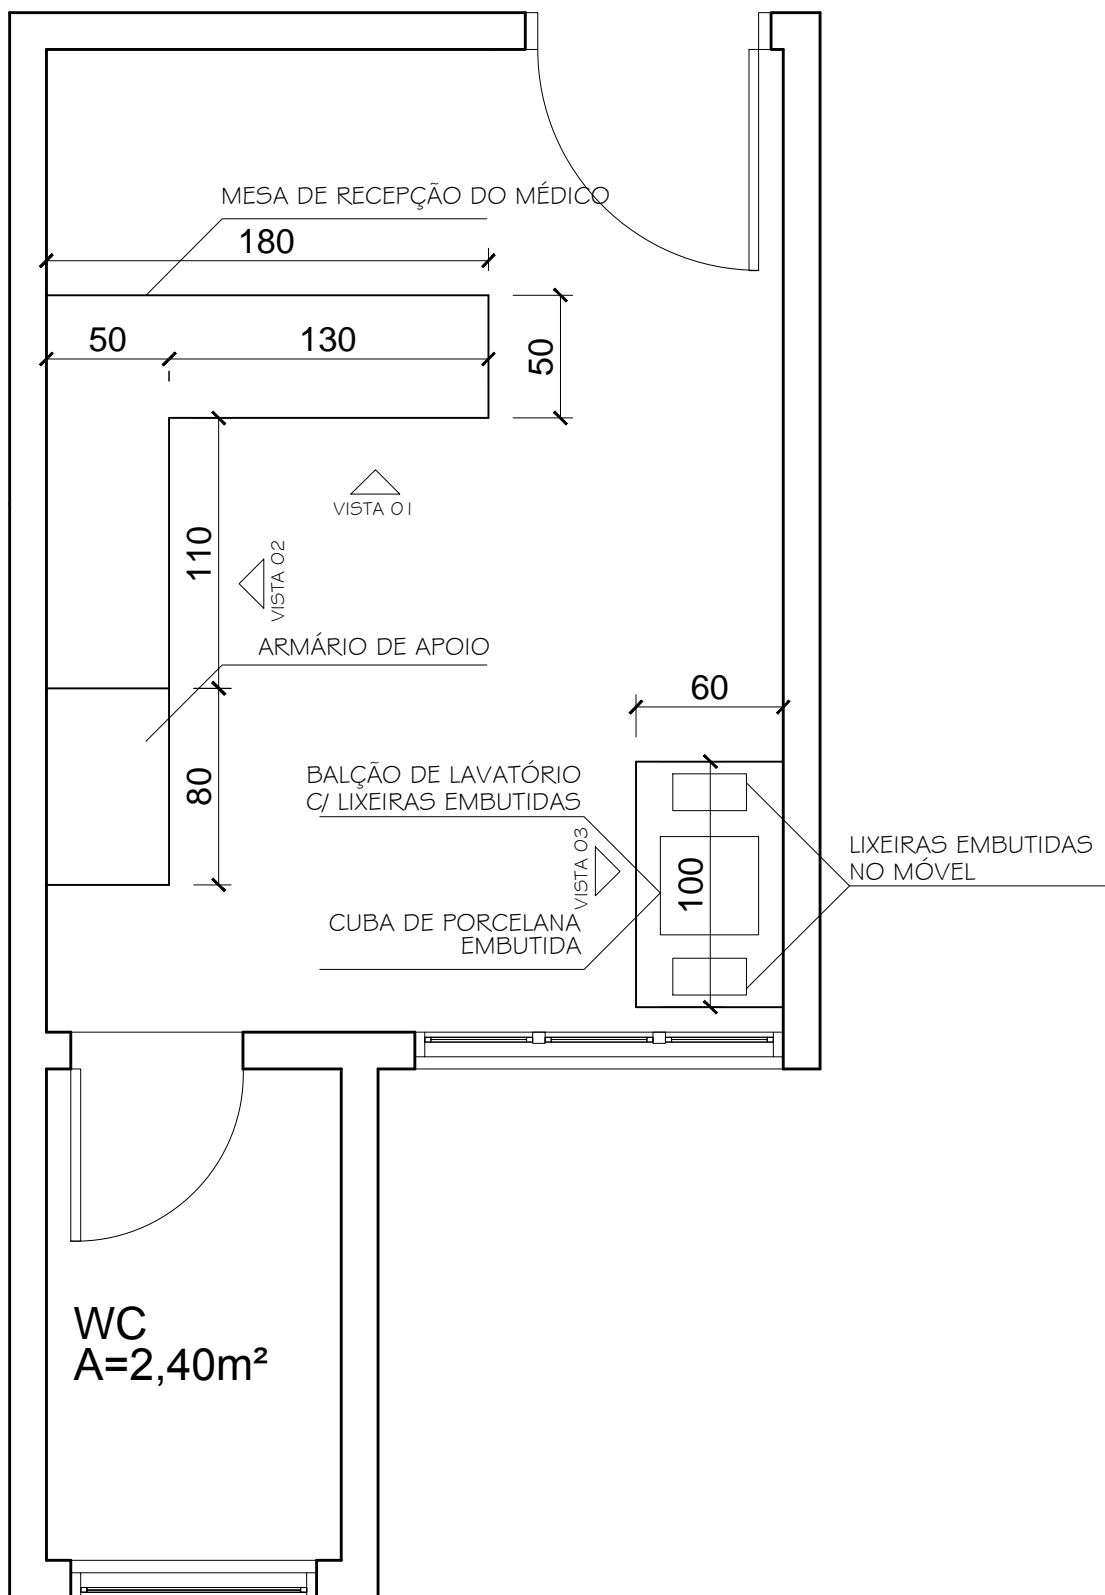 MESA DE RECEPÇÃO DO MÉDICO
180
50
130
50
VISTA 01
110
VISTA 02
ARMÁRIO DE APOIO
60
80
BALÇÃO DE LAVATÓRIO
C/ LIXEIRAS EMBUTIDAS
VISTA 03
100
LIXEIRAS EMBUTIDAS
NO MÓVEL
CUBA DE PORCELANA
EMBUTIDA
WC
A=2,40m²